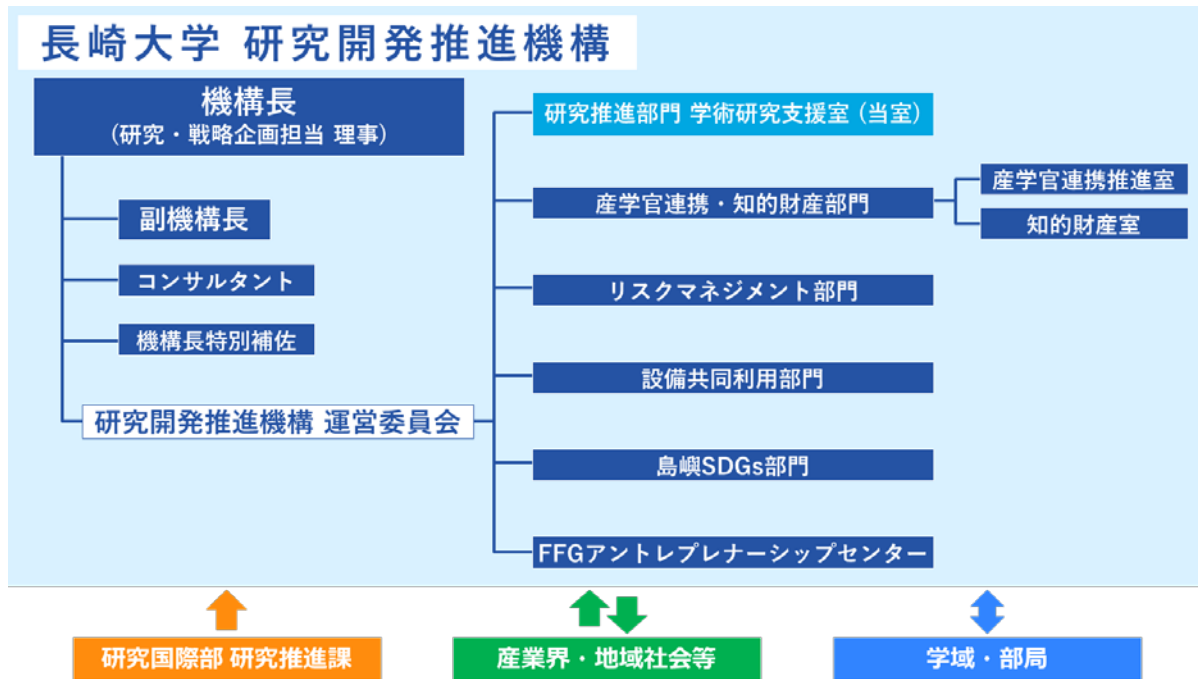 長崎大学 研究開発推進機構
機構長
(研究・戦略企画担当 理事)
副機構長
コンサルタント
機構長特別補佐
研究開発推進機構 運営委員会
研究推進部門 学術研究支援室 (当室)
産学官連携・知的財産部門
産学官連携推進室
知的財産室
リスクマネジメント部門
設備共同利用部門
島嶼SDGs部門
FFGアントレプレナーシップセンター
研究国際部 研究推進課
産業界・地域社会等
学域・部局